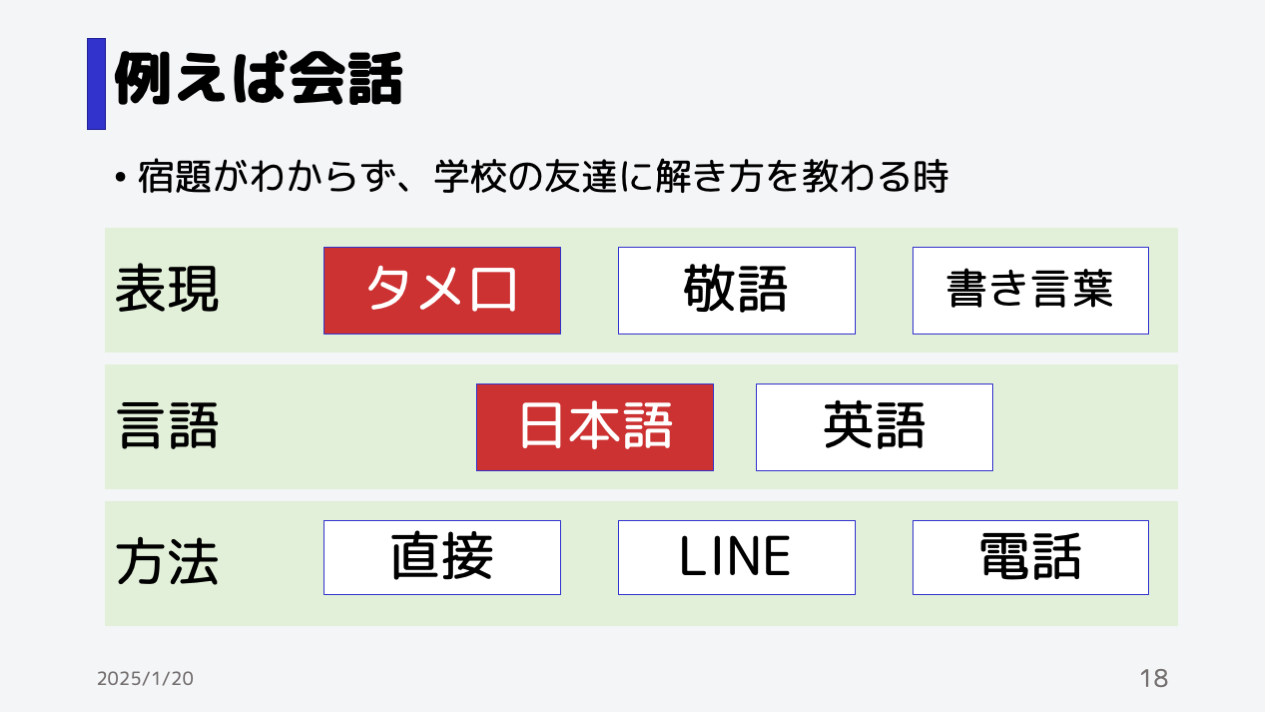 例えば会話
• 宿題がわからず、学校の友達に解き方を教わる時
表現 タメ口 敬語 書き言葉
言語 日本語 英語
方法 直接 LINE 電話
2025/1/20 18